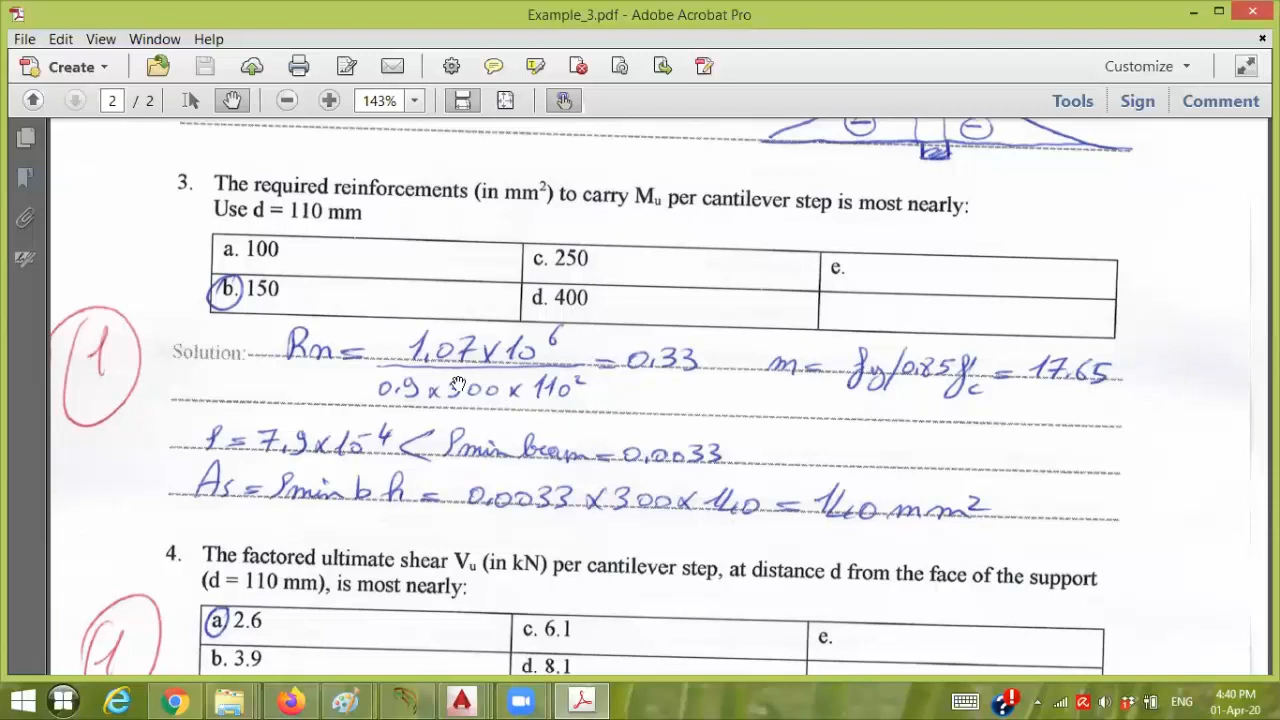 Example_3.pdf - Adobe Acrobat Pro
File Edit View Window Help
Create
Customize
2 / 2
143%
Tools Sign Comment
3. The required reinforcements (in mm²) to carry Mu per cantilever step is most nearly:
Use d = 110 mm
a. 100 c. 250 e.
b. 150 d. 400
1
Solution: Rn = 1.07 x 10⁶ / 0.9 x 300 x 110² = 0.33 m = fy/0.85f'c = 17.65
ρ = 7.9 x 10⁻⁴ < ρmin beam = 0.0033
As = ρmin b h = 0.0033 x 300 x 140 = 140 mm²
4. The factored ultimate shear Vu (in kN) per cantilever step, at distance d from the face of the support
(d = 110 mm), is most nearly:
1
a 2.6 c. 6.1 e.
b. 3.9 d. 8.1
ENG
4:40 PM
01-Apr-20